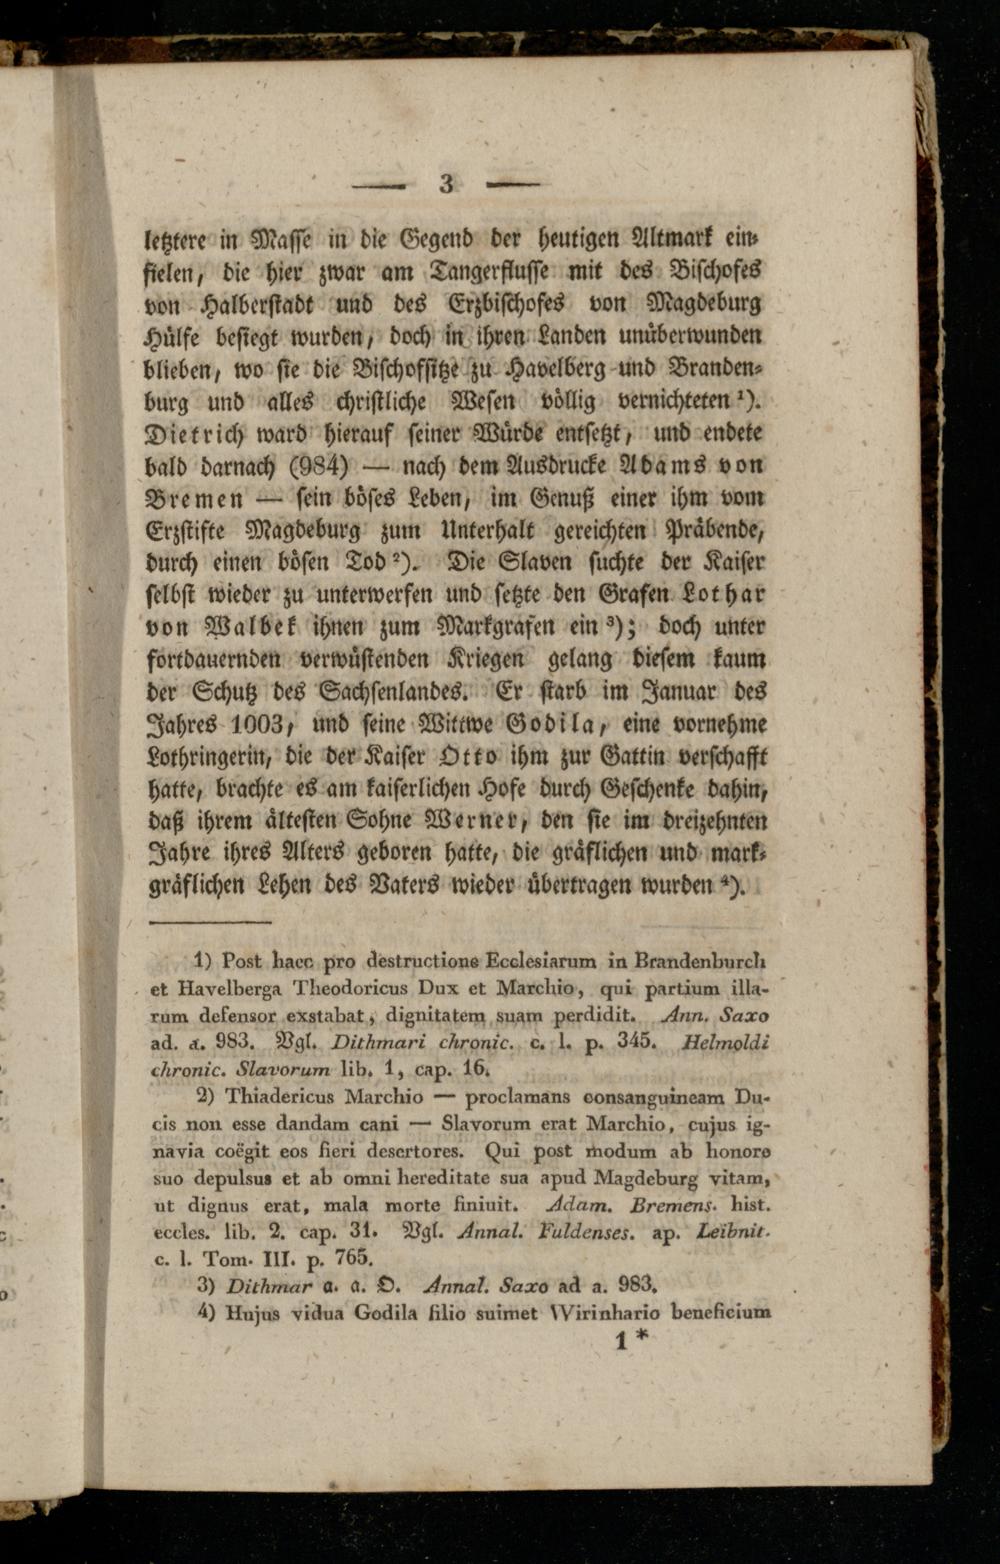 — 3 —
letztere in Masse in die Gegend der heutigen Altmark ein-
fielen, die hier zwar am Tangerflusse mit des Bischofes
von Halberstadt und des Erzbischofes von Magdeburg
Hülfe besiegt wurden, doch in ihren Landen unüberwunden
blieben, wo sie die Bischofsitze zu Havelberg und Branden-
burg und alles christliche Wesen völlig vernichteten ¹).
Dietrich ward hierauf seiner Würde entsetzt, und endete
bald darnach (984) — nach dem Ausdrucke Adams von
Bremen — sein böses Leben, im Genuß einer ihm vom
Erzstifte Magdeburg zum Unterhalt gereichten Präbende,
durch einen bösen Tod ²). Die Slaven suchte der Kaiser
selbst wieder zu unterwerfen und setzte den Grafen Lothar
von Walbek ihnen zum Markgrafen ein ³); doch unter
fortdauernden verwüstenden Kriegen gelang diesem kaum
der Schutz des Sachsenlandes. Er starb im Januar des
Jahres 1003, und seine Wittwe Godila, eine vornehme
Lothringerin, die der Kaiser Otto ihm zur Gattin verschafft
hatte, brachte es am kaiserlichen Hofe durch Geschenke dahin,
daß ihrem ältesten Sohne Werner, den sie im dreizehnten
Jahre ihres Alters geboren hatte, die gräflichen und mark-
gräflichen Lehen des Vaters wieder übertragen wurden ⁴).
1) Post haec pro destructione Ecclesiarum in Brandenburch
et Havelberga Theodoricus Dux et Marchio, qui partium illa-
rum defensor exstabat, dignitatem suam perdidit. Ann. Saxo
ad. a. 983. Vgl. Dithmari chronic. c. l. p. 345. Helmoldi
chronic. Slavorum lib. 1, cap. 16.
2) Thiadericus Marchio — proclamans consanguineam Du-
cis non esse dandam cani — Slavorum erat Marchio, cujus ig-
navia coëgit eos fieri desertores. Qui post modum ab honore
suo depulsus et ab omni hereditate sua apud Magdeburg vitam,
ut dignus erat, mala morte finiuit. Adam. Bremens. hist.
eccles. lib. 2. cap. 31. Vgl. Annal. Fuldenses. ap. Leibnit.
c. l. Tom. III. p. 765.
3) Dithmar a. a. O. Annal. Saxo ad a. 983.
4) Hujus vidua Godila filio suimet Wirinhario beneficium
1 *